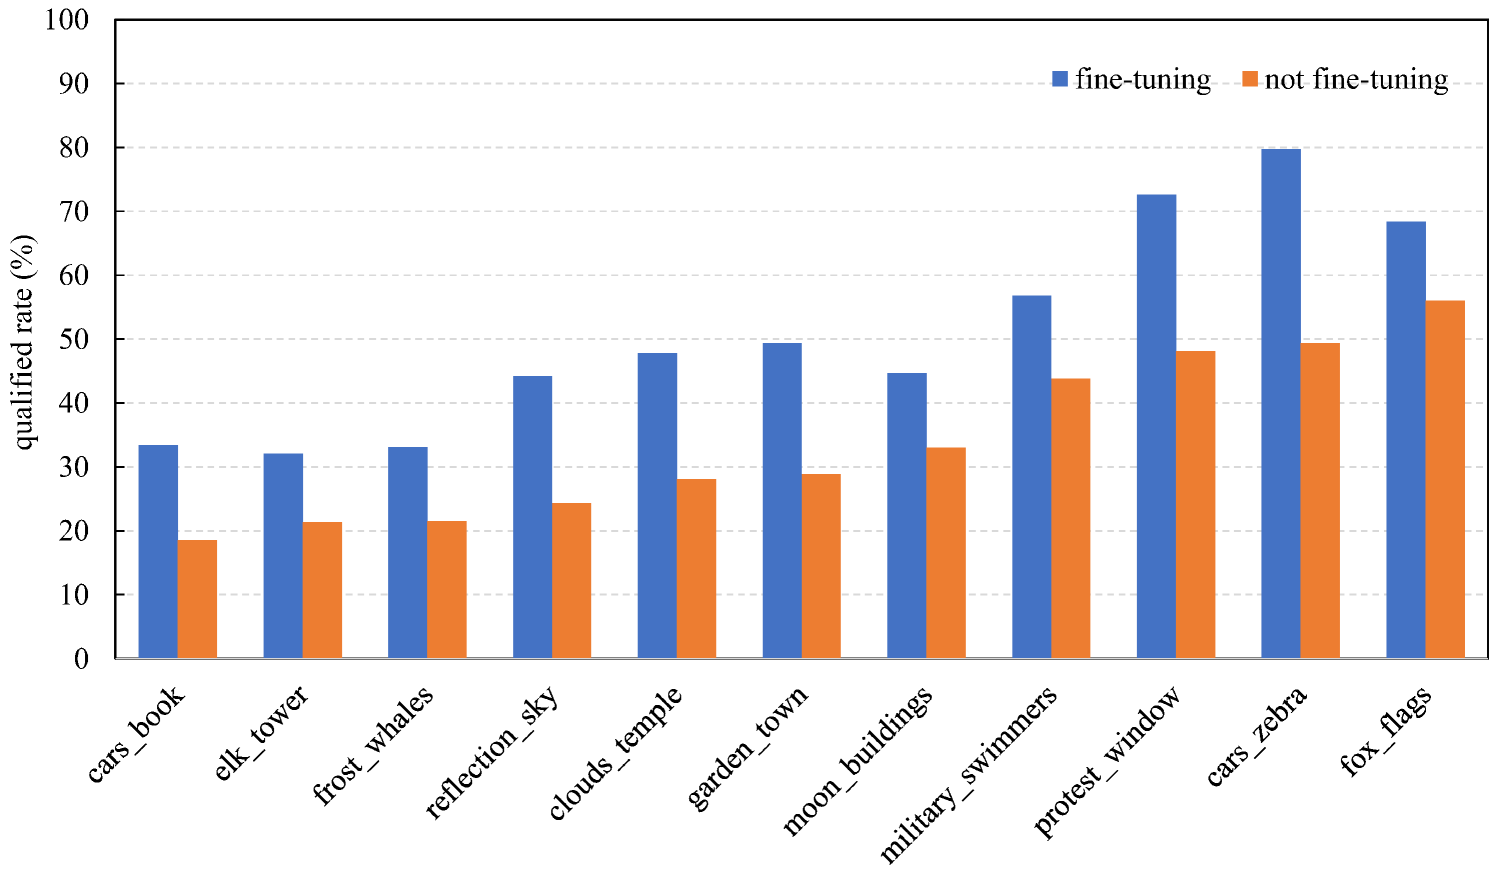 100
90
80
70
60
50
40
30
20
10
0
qualified rate (%)
fine-tuning
not fine-tuning
cars_book
elk_tower
frost_whales
reflection_sky
clouds_temple
garden_town
moon_buildings
military_swimmers
protest_window
cars_zebra
fox_flags